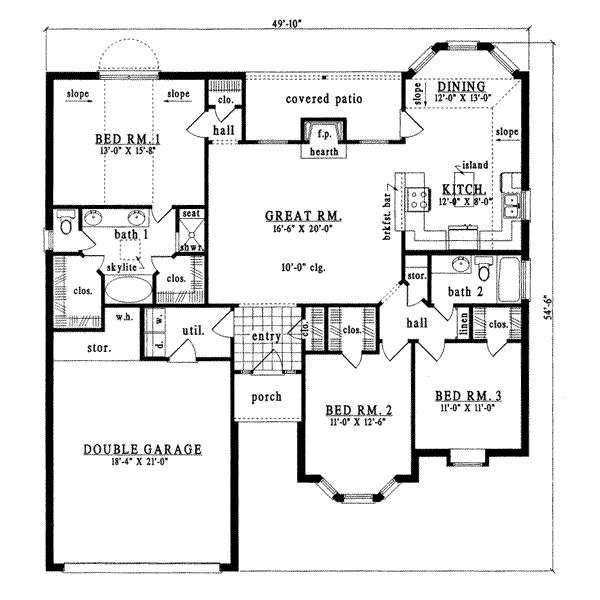 49'-10"
DINING
12'-0" X 13'-0"
slope
slope
slope
clo.
covered patio
slope
BED RM. 1
13'-0" X 15'-8"
hall
f.p.
hearth
slope
island
KITCH.
12'-0" X 8'-0"
brkfst. bar
seat
shwr.
bath 1
skylite
GREAT RM.
16'-6" X 20'-0"
10'-0" clg.
clos.
clos.
stor.
bath 2
54'-6"
w.h.
w.
d.
util.
entry
clo.
clos.
hall
linen
clos.
stor.
porch
BED RM. 2
11'-0" X 12'-6"
BED RM. 3
11'-0" X 11'-0"
DOUBLE GARAGE
18'-4" X 21'-0"